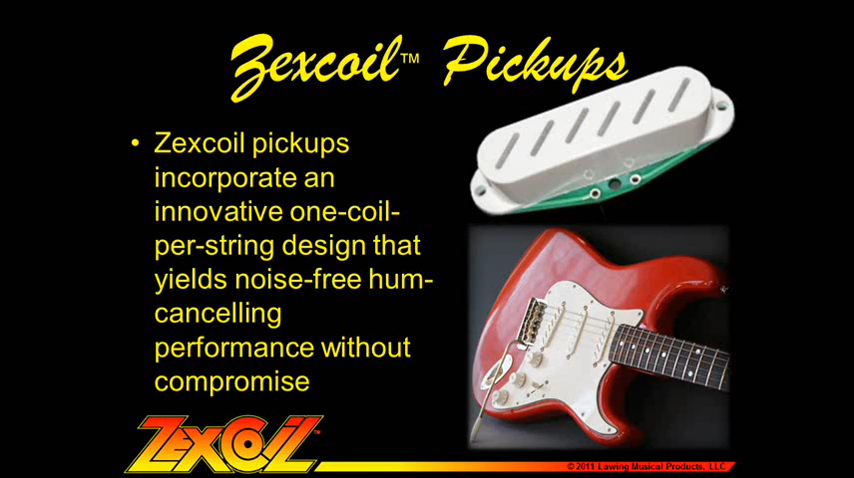 Zexcoil™ Pickups
• Zexcoil pickups
incorporate an
innovative one-coil-
per-string design that
yields noise-free hum-
cancelling
performance without
compromise
ZEXCOIL™
© 2011 Lawing Musical Products, LLC